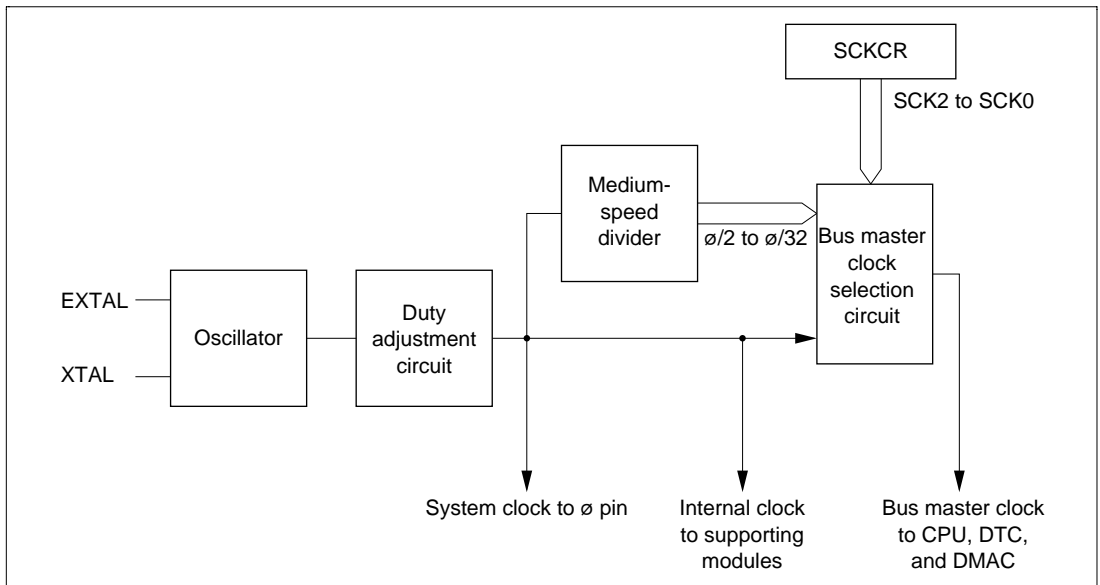 SCKCR
SCK2 to SCK0
Medium-
speed
divider
ø/2 to ø/32
Bus master
clock
selection
circuit
EXTAL
XTAL
Oscillator
Duty
adjustment
circuit
System clock to ø pin
Internal clock
to supporting
modules
Bus master clock
to CPU, DTC,
and DMAC